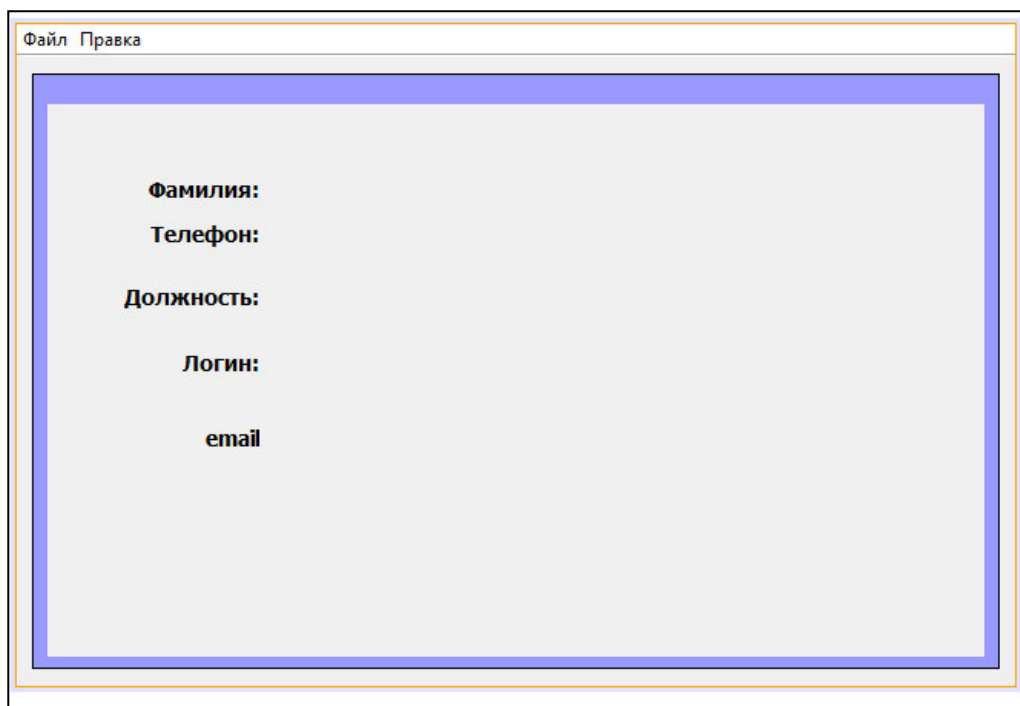 Файл Правка
Фамилия:
Телефон:
Должность:
Логин:
email